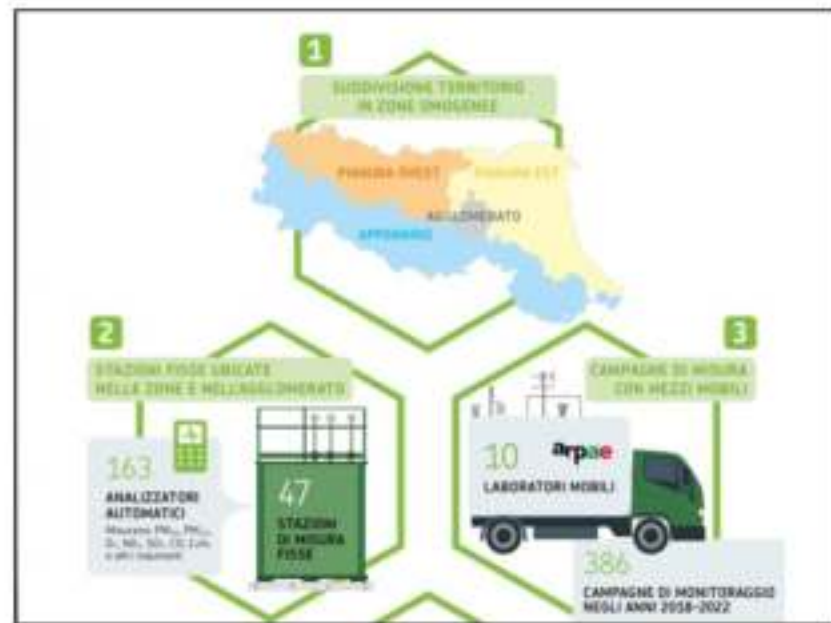 1
SUDDIVISIONE TERRITORIO
IN ZONE OMOGENEE
PIANURA OVEST
PIANURA EST
AGGLOMERATO
APPENNINO
2
STAZIONI FISSE UBICATE
NELLE ZONE E NELL'AGGLOMERATO
163
ANALIZZATORI
AUTOMATICI
47
STAZIONI
DI MISURA
FISSE
3
CAMPAGNE DI MISURA
CON MEZZI MOBILI
10
arpae
LABORATORI MOBILI
386
CAMPAGNE DI MONITORAGGIO
NEGLI ANNI 2018-2022